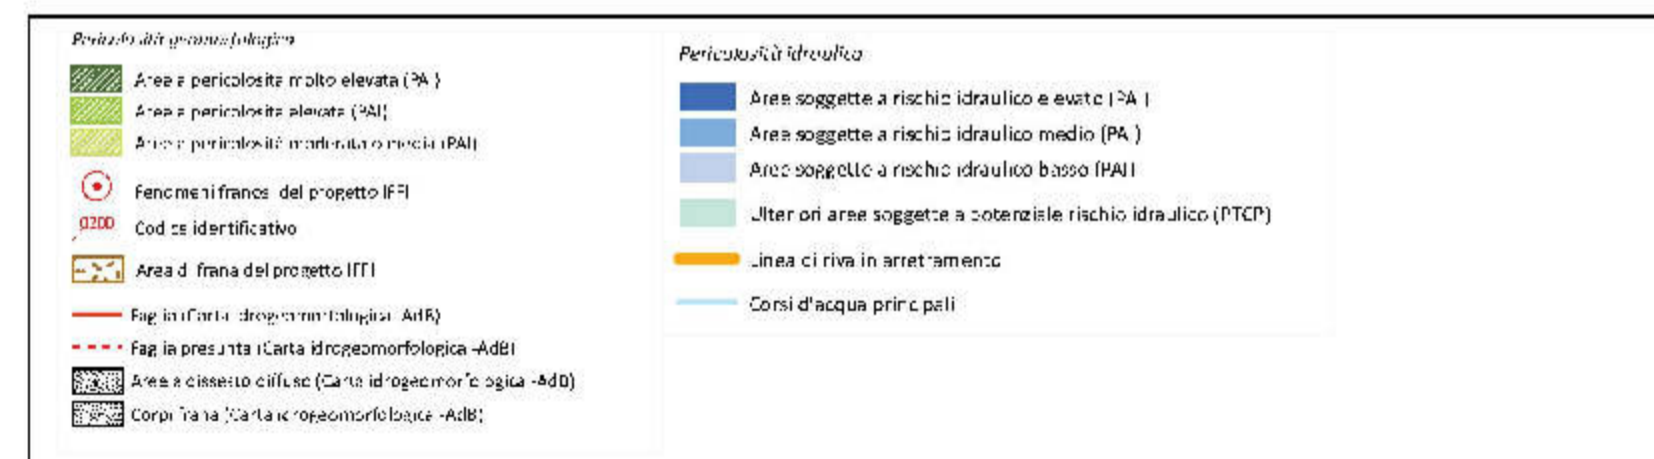 Pericolosità geomorfologica
Aree a pericolosita molto elevata (PAI)
Aree a pericolosita elevata (PAI)
Aree a pericolosità moderata o media (PAI)
Fenomeni franosi del progetto IFFI
0200 Codice identificativo
Area di frana del progetto IFFI
Faglia (Carta idrogeomorfologica -AdB)
Faglia presunta (Carta idrogeomorfologica -AdB)
Aree a dissesto diffuso (Carta idrogeomorfologica -AdB)
Corpi frana (Carta idrogeomorfologica -AdB)
Pericolosità idraulica
Aree soggette a rischio idraulico elevato (PAI)
Aree soggette a rischio idraulico medio (PAI)
Aree soggette a rischio idraulico basso (PAI)
Ulteriori aree soggette a potenziale rischio idraulico (PTCP)
Linea di riva in arretramento
Corsi d'acqua principali